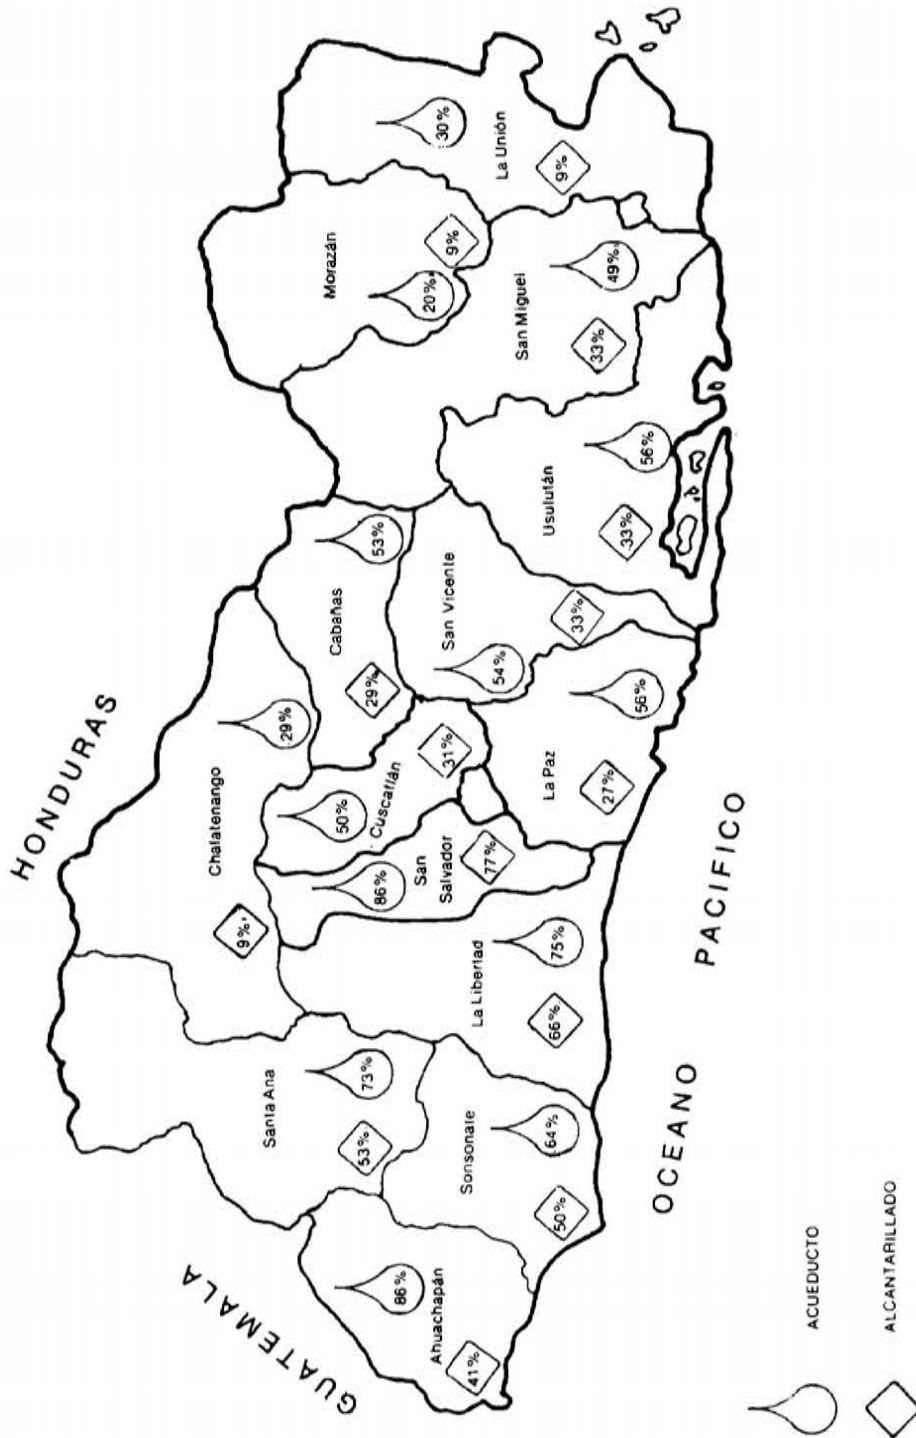 HONDURAS
GUATEMALA
OCEANO PACIFICO
Ahuachapán
86%
41%
Santa Ana
73%
53%
Sonsonate
64%
50%
La Libertad
75%
66%
Chalatenango
29%
9%
San
Salvador
86%
77%
Cuscatlán
50%
31%
Cabañas
53%
29%
La Paz
56%
27%
San Vicente
54%
33%
Usulután
56%
33%
San Miguel
49%
33%
Morazán
20%
9%
La Unión
30%
9%
ACUEDUCTO
ALCANTARILLADO